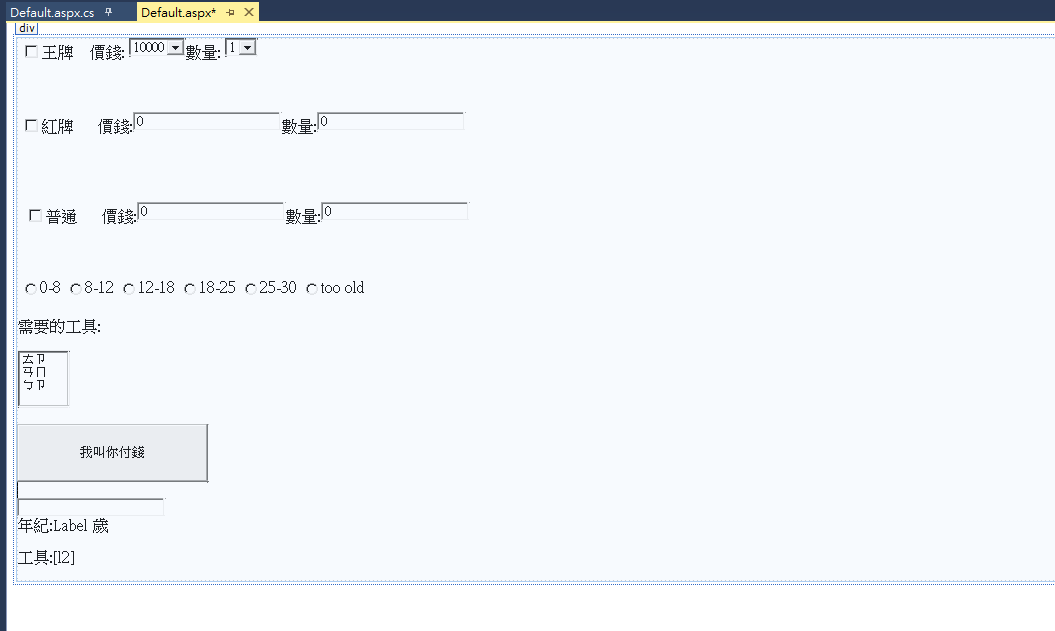 Default.aspx.cs Default.aspx*
div
王牌 價錢: 10000 數量: 1
紅牌 價錢: 0 數量: 0
普通 價錢: 0 數量: 0
0-8 8-12 12-18 18-25 25-30 too old
需要的工具:
ㄊㄗ
ㄢㄇ
ㄅㄗ
我叫你付錢
年紀:Label 歲
工具:[l2]